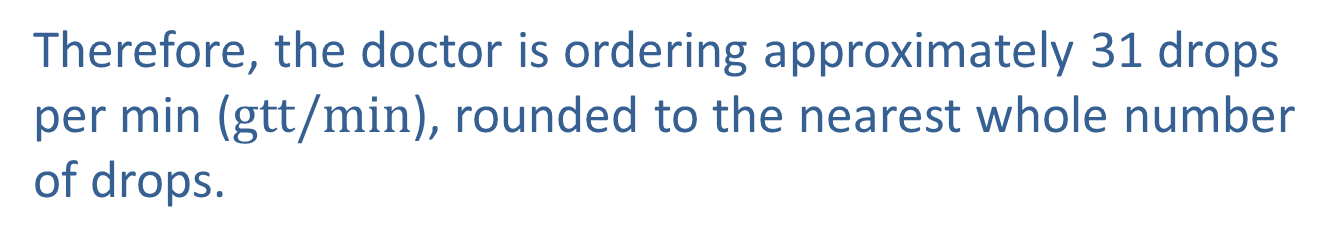 Therefore, the doctor is ordering approximately 31 drops
per min (gtt/min), rounded to the nearest whole number
of drops.